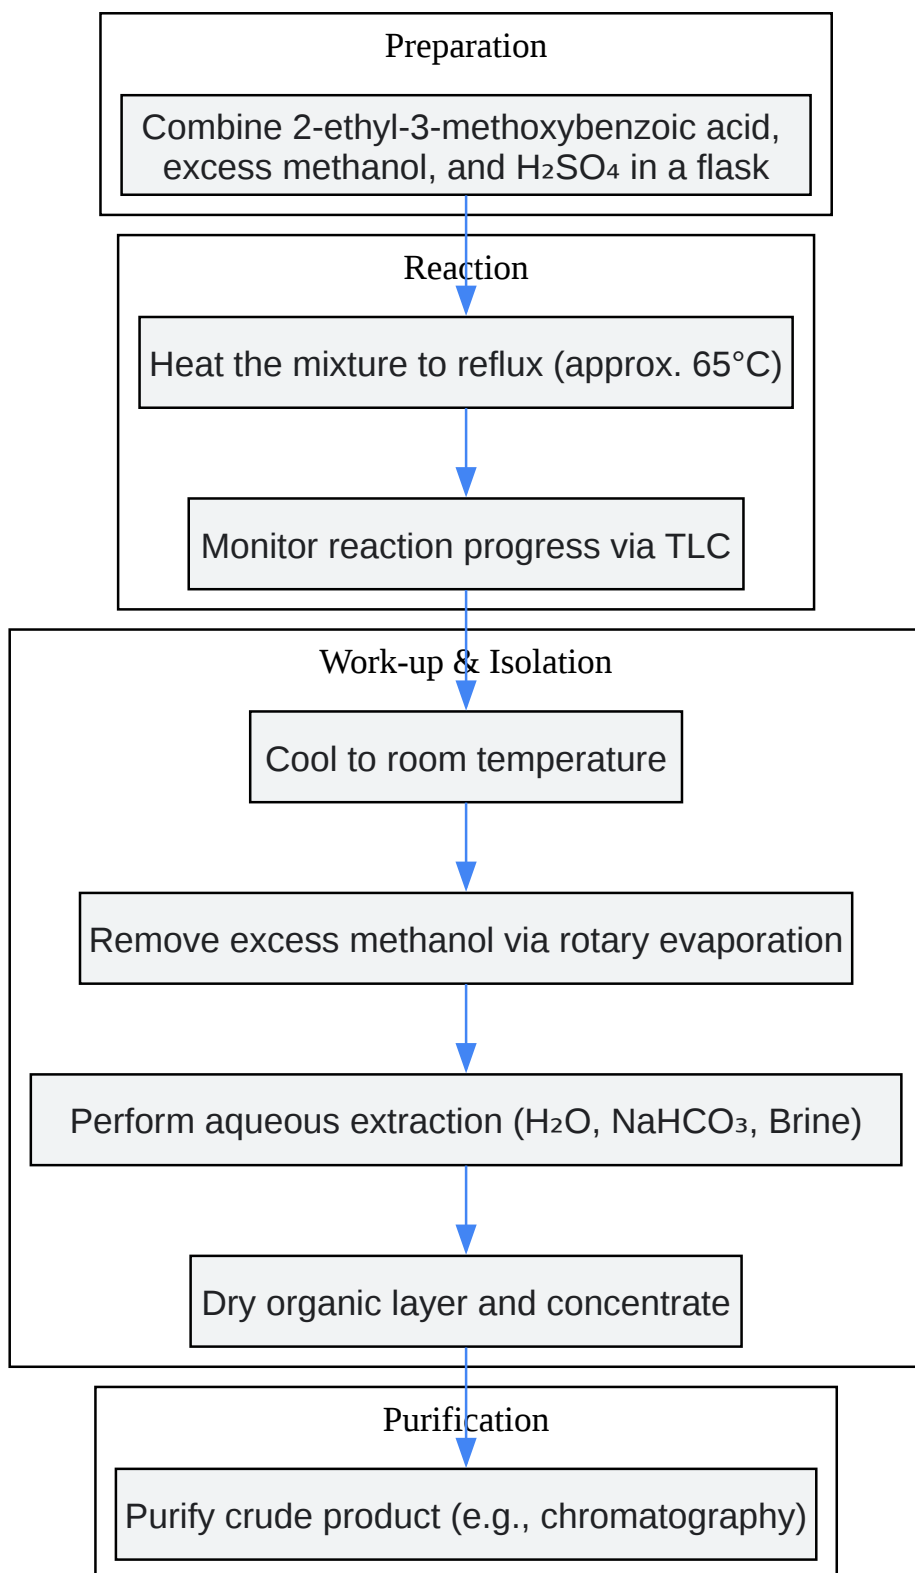 Preparation
Combine 2-ethyl-3-methoxybenzoic acid,
excess methanol, and H₂SO₄ in a flask
Reaction
Heat the mixture to reflux (approx. 65°C)
Monitor reaction progress via TLC
Work-up & Isolation
Cool to room temperature
Remove excess methanol via rotary evaporation
Perform aqueous extraction (H₂O, NaHCO₃, Brine)
Dry organic layer and concentrate
Purification
Purify crude product (e.g., chromatography)